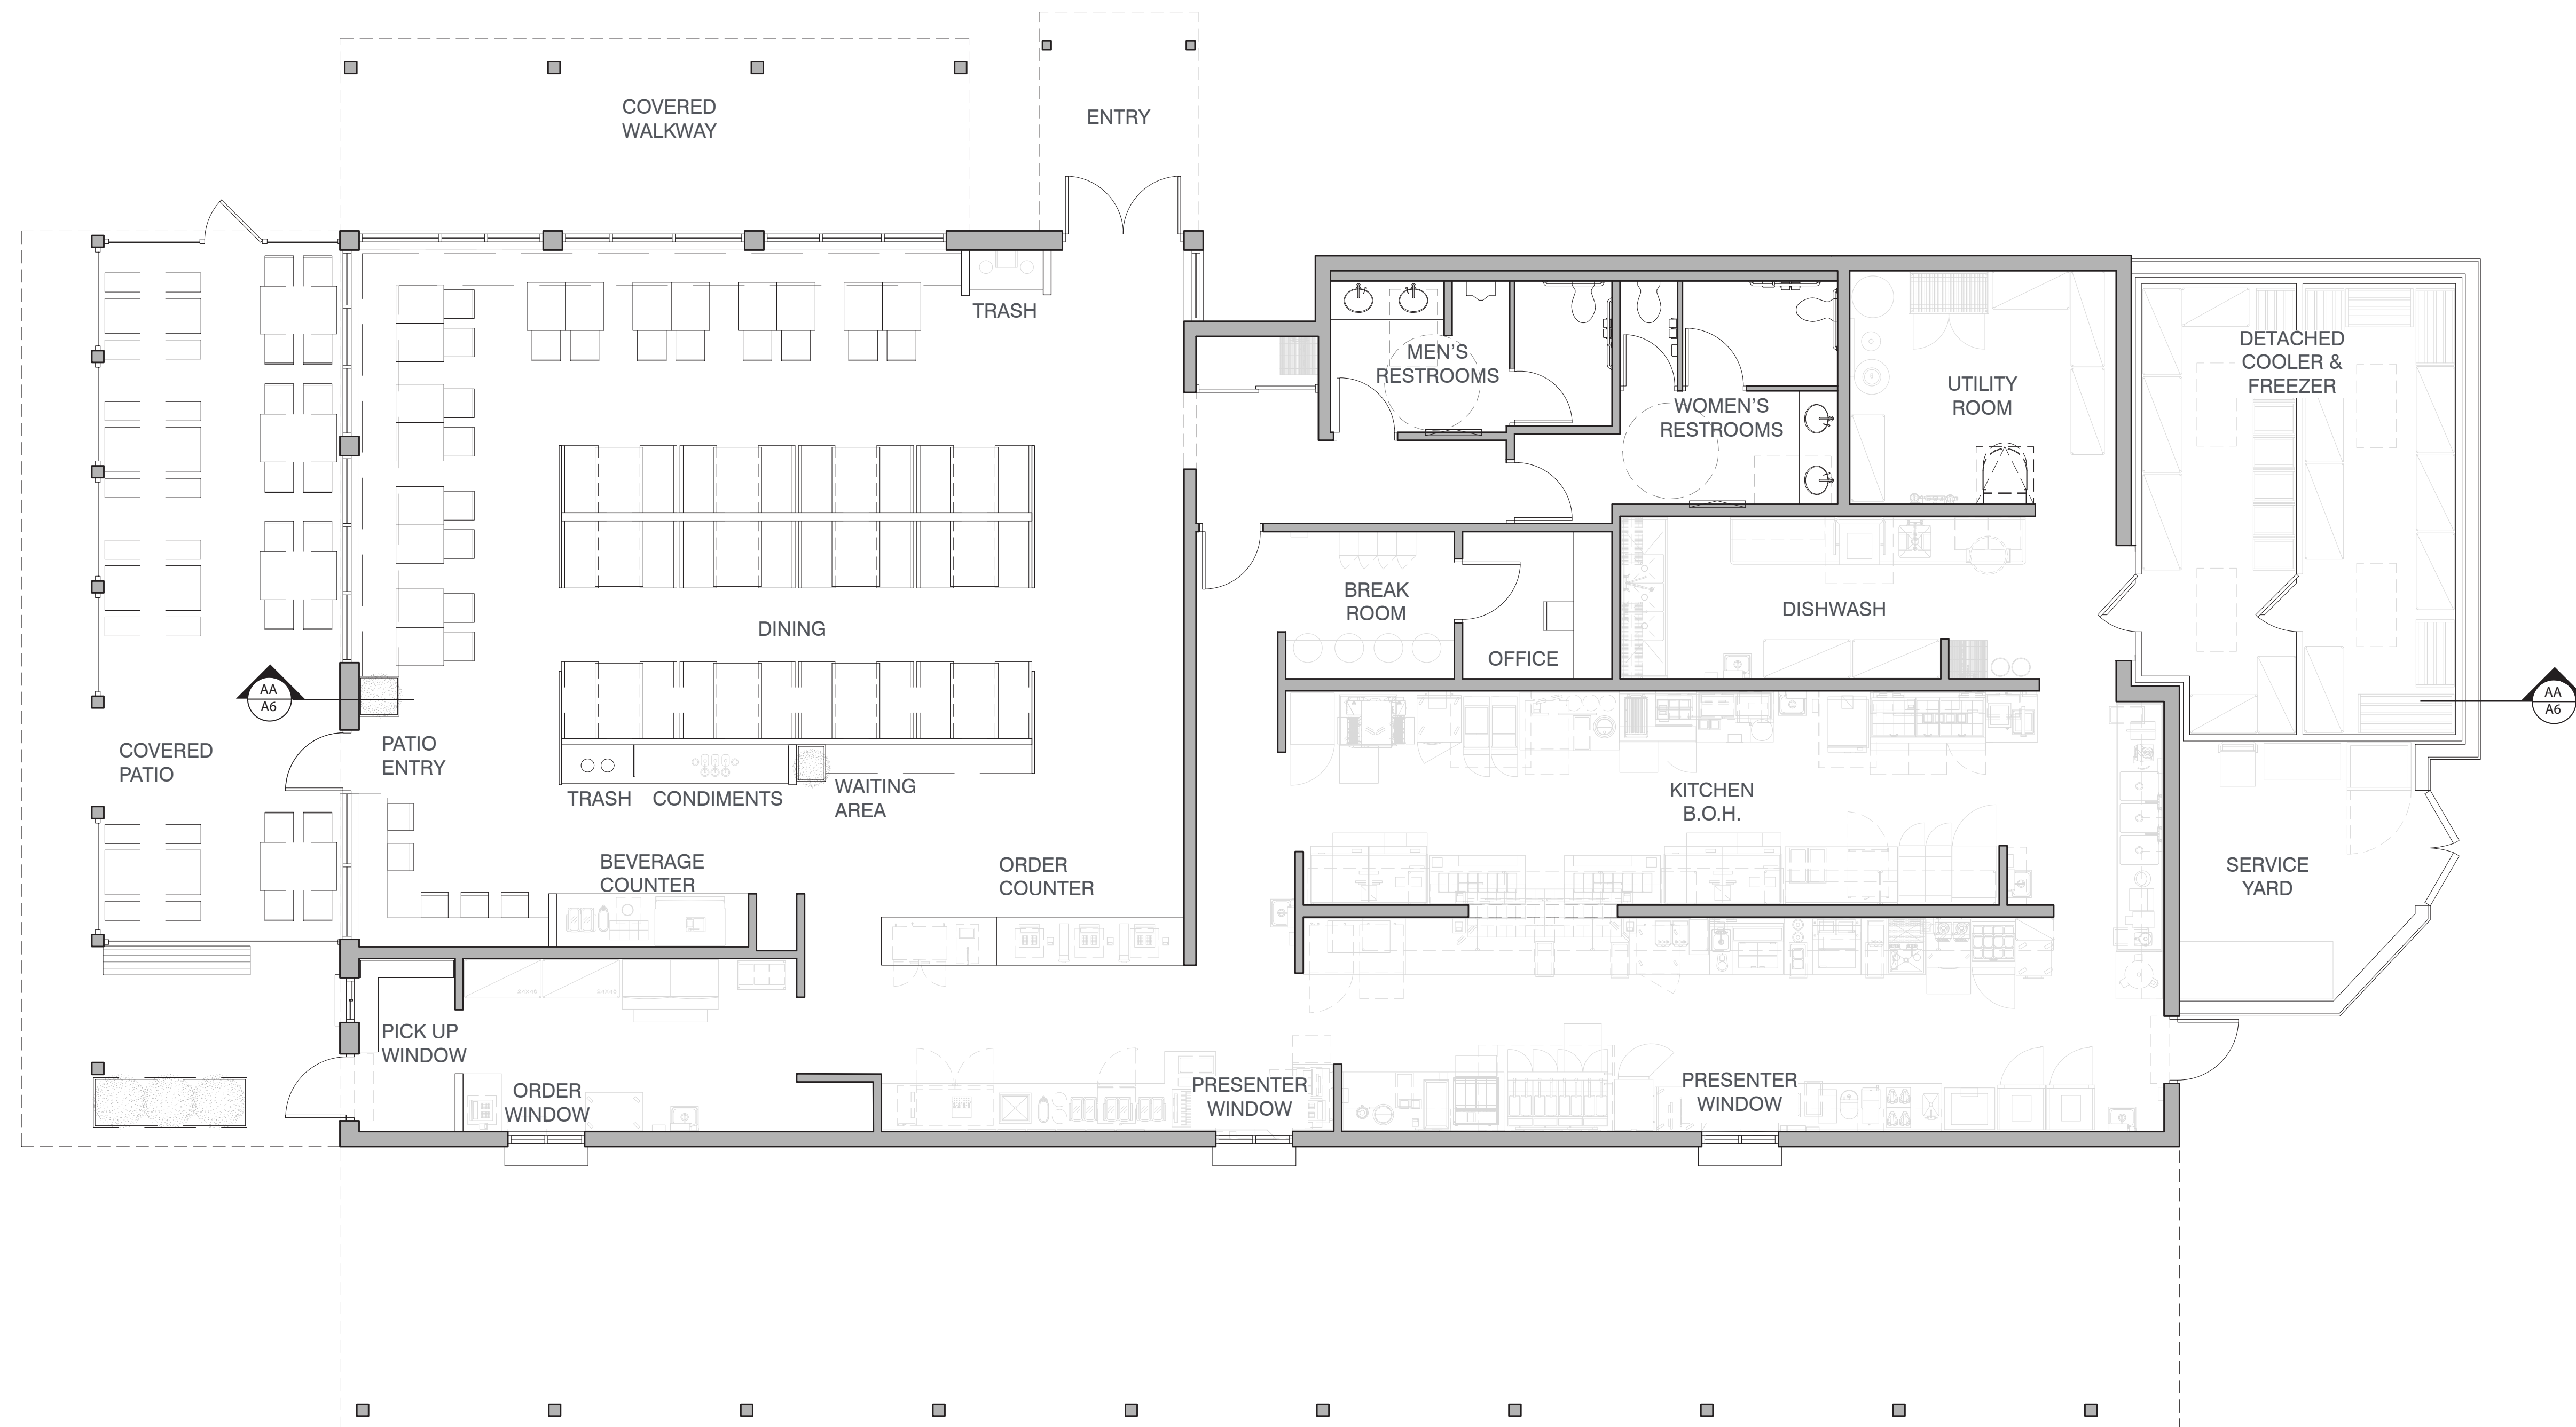 COVERED
WALKWAY
ENTRY
TRASH
MEN'S
RESTROOMS
WOMEN'S
RESTROOMS
UTILITY
ROOM
DETACHED
COOLER &
FREEZER
BREAK
ROOM
OFFICE
DISHWASH
DINING
AA
A6
AA
A6
COVERED
PATIO
PATIO
ENTRY
TRASH
CONDIMENTS
WAITING
AREA
KITCHEN
B.O.H.
BEVERAGE
COUNTER
ORDER
COUNTER
SERVICE
YARD
PICK UP
WINDOW
ORDER
WINDOW
PRESENTER
WINDOW
PRESENTER
WINDOW